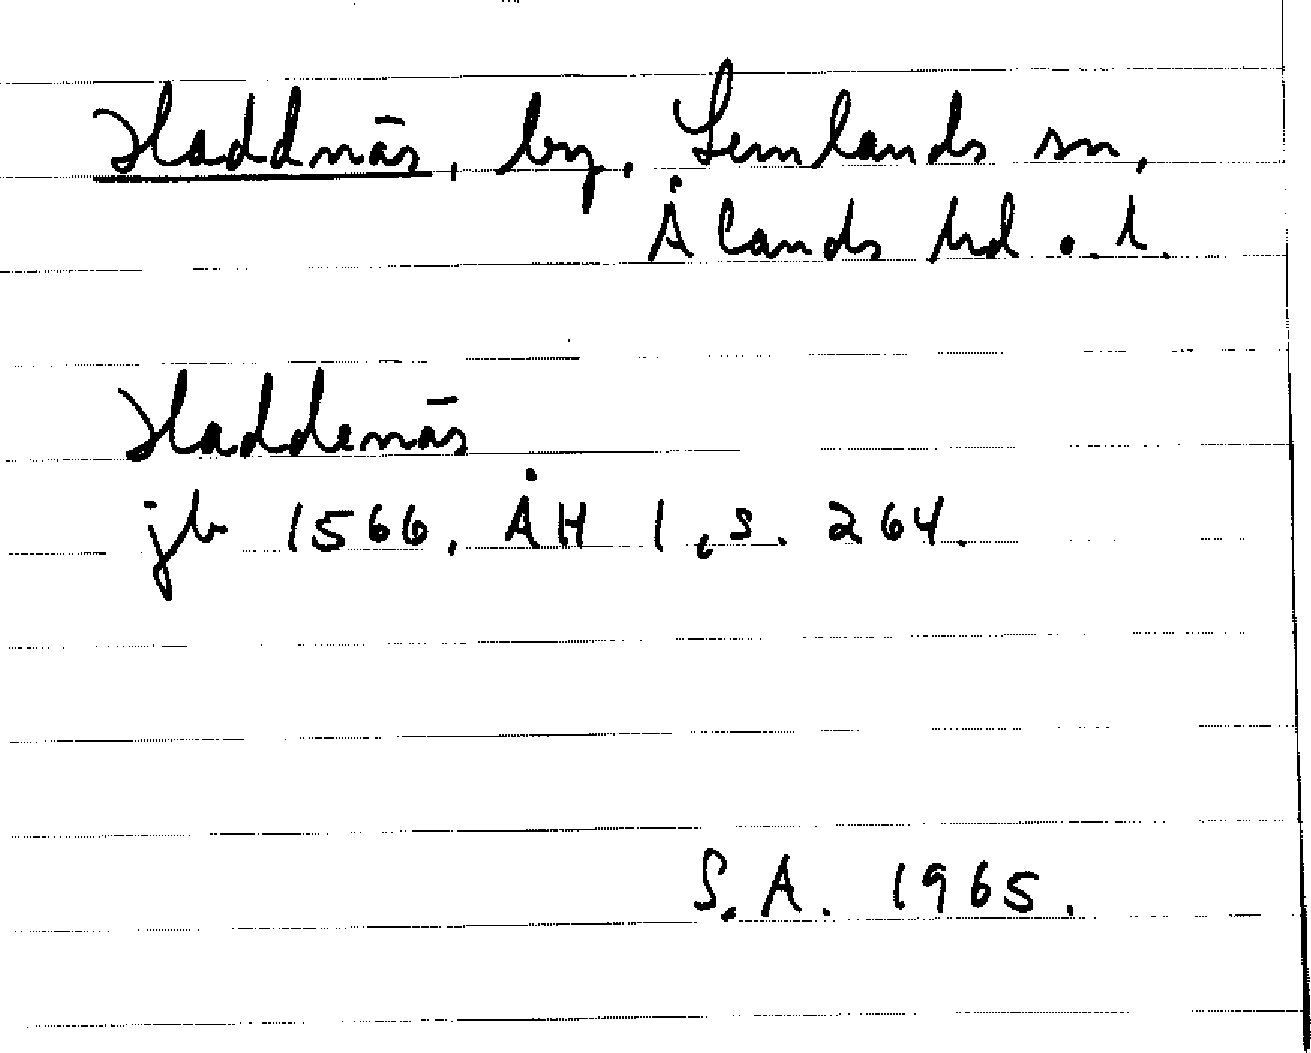 Haddnäs, by, Lemlands sn,
Ålands hd o. l.
Haddenäs
jb 1566, ÅH 1, s. 264.
S.A. 1965.